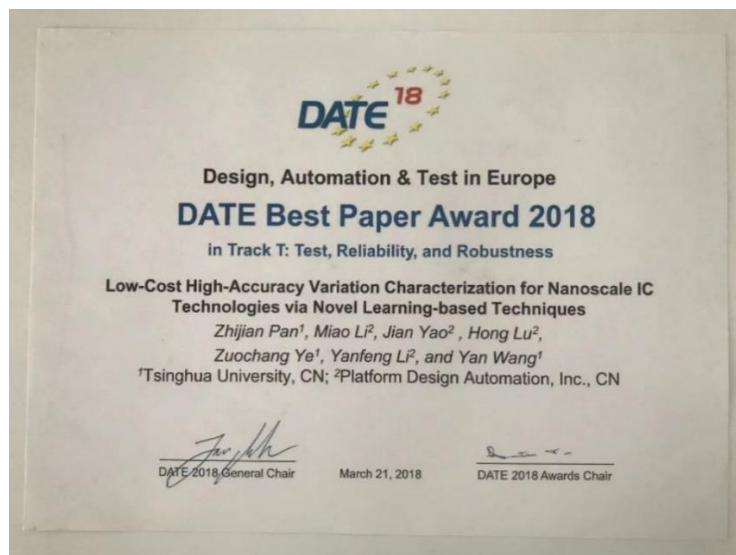 DATE 18
Design, Automation & Test in Europe
DATE Best Paper Award 2018
in Track T: Test, Reliability, and Robustness
Low-Cost High-Accuracy Variation Characterization for Nanoscale IC
Technologies via Novel Learning-based Techniques
Zhijian Pan¹, Miao Li², Jian Yao² , Hong Lu²,
Zuochang Ye¹, Yanfeng Li², and Yan Wang¹
¹Tsinghua University, CN; ²Platform Design Automation, Inc., CN
DATE 2018 General Chair
March 21, 2018
DATE 2018 Awards Chair